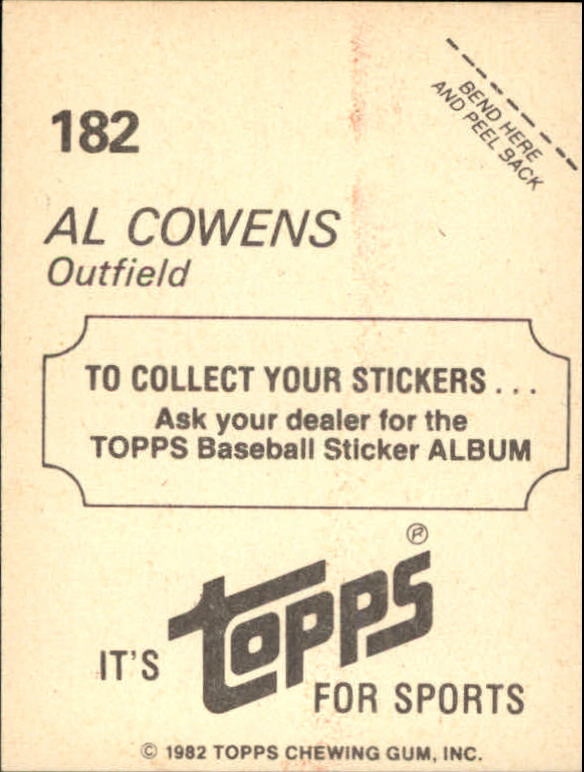 BEND HERE
AND PEEL BACK
182
AL COWENS
Outfield
TO COLLECT YOUR STICKERS . . .
Ask your dealer for the
TOPPS Baseball Sticker ALBUM
IT'S topps®
FOR SPORTS
© 1982 TOPPS CHEWING GUM, INC.